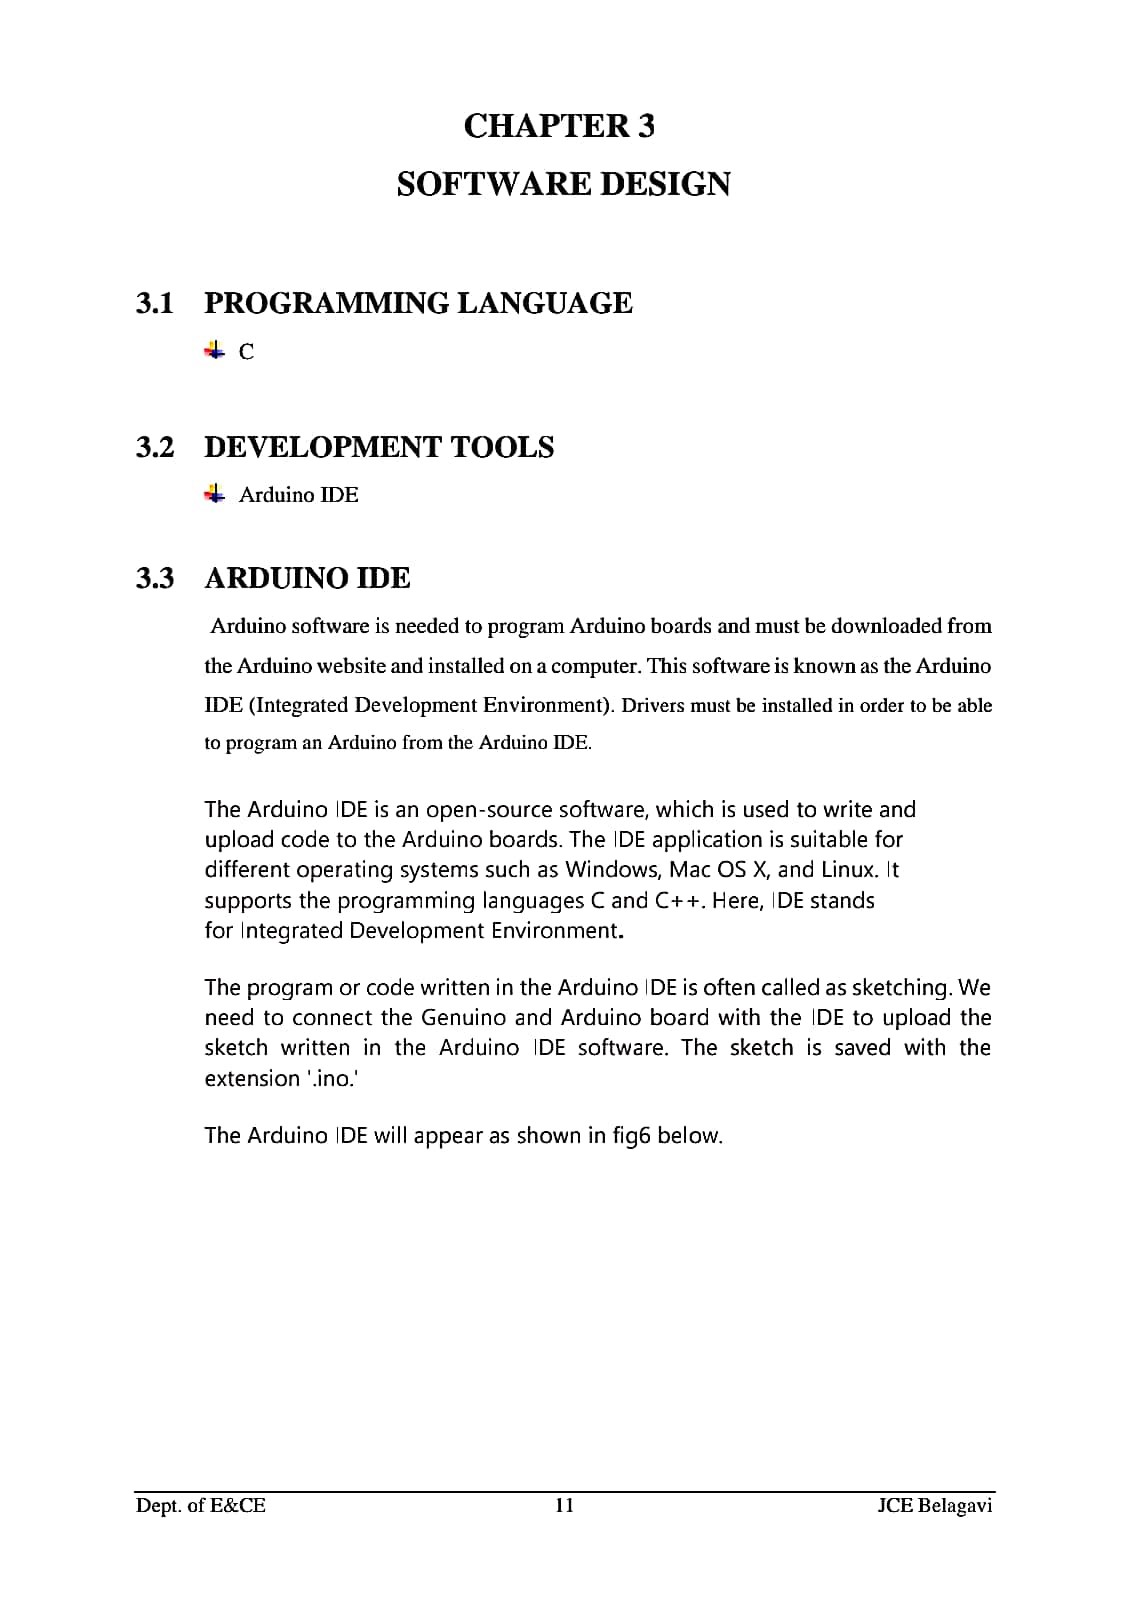 CHAPTER 3
SOFTWARE DESIGN
3.1 PROGRAMMING LANGUAGE
C
3.2 DEVELOPMENT TOOLS
Arduino IDE
3.3 ARDUINO IDE
Arduino software is needed to program Arduino boards and must be downloaded from
the Arduino website and installed on a computer. This software is known as the Arduino
IDE (Integrated Development Environment). Drivers must be installed in order to be able
to program an Arduino from the Arduino IDE.
The Arduino IDE is an open-source software, which is used to write and
upload code to the Arduino boards. The IDE application is suitable for
different operating systems such as Windows, Mac OS X, and Linux. It
supports the programming languages C and C++. Here, IDE stands
for Integrated Development Environment.
The program or code written in the Arduino IDE is often called as sketching. We
need to connect the Genuino and Arduino board with the IDE to upload the
sketch written in the Arduino IDE software. The sketch is saved with the
extension '.ino.'
The Arduino IDE will appear as shown in fig6 below.
Dept. of E&CE 11 JCE Belagavi